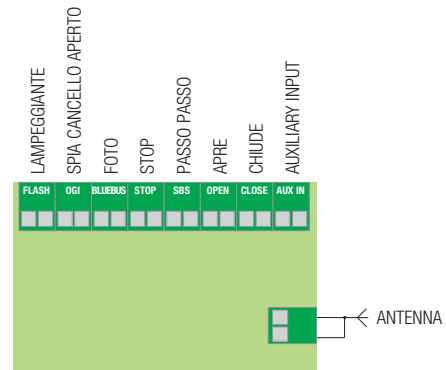 LAMPEGGIANTE
SPIA CANCELLO APERTO
FOTO
STOP
PASSO PASSO
APRE
CHIUDE
AUXILIARY INPUT
FLASH OGI BLUEBUS STOP SBS OPEN CLOSE AUX IN
ANTENNA